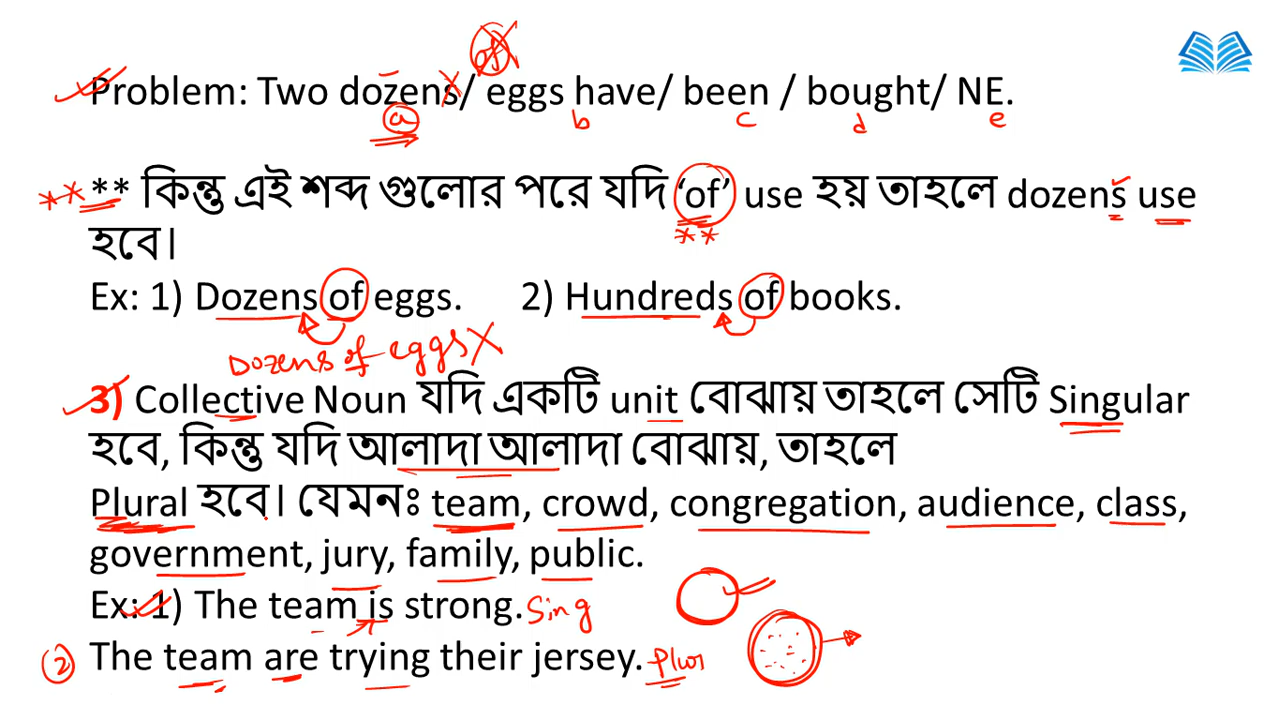 of
Problem: Two dozens/ eggs have/ been / bought/ NE.
a b c d e
** ** কিন্তু এই শব্দ গুলোর পরে যদি ‘of’ use হয় তাহলে dozens use
**
হবে।
Ex: 1) Dozens of eggs. 2) Hundreds of books.
Dozens of eggs X
3) Collective Noun যদি একটি unit বোঝায় তাহলে সেটি Singular
হবে, কিন্তু যদি আলাদা আলাদা বোঝায়, তাহলে
Plural হবে। যেমনঃ team, crowd, congregation, audience, class,
government, jury, family, public.
Ex: 1) The team is strong. Sing
2 The team are trying their jersey. Plur